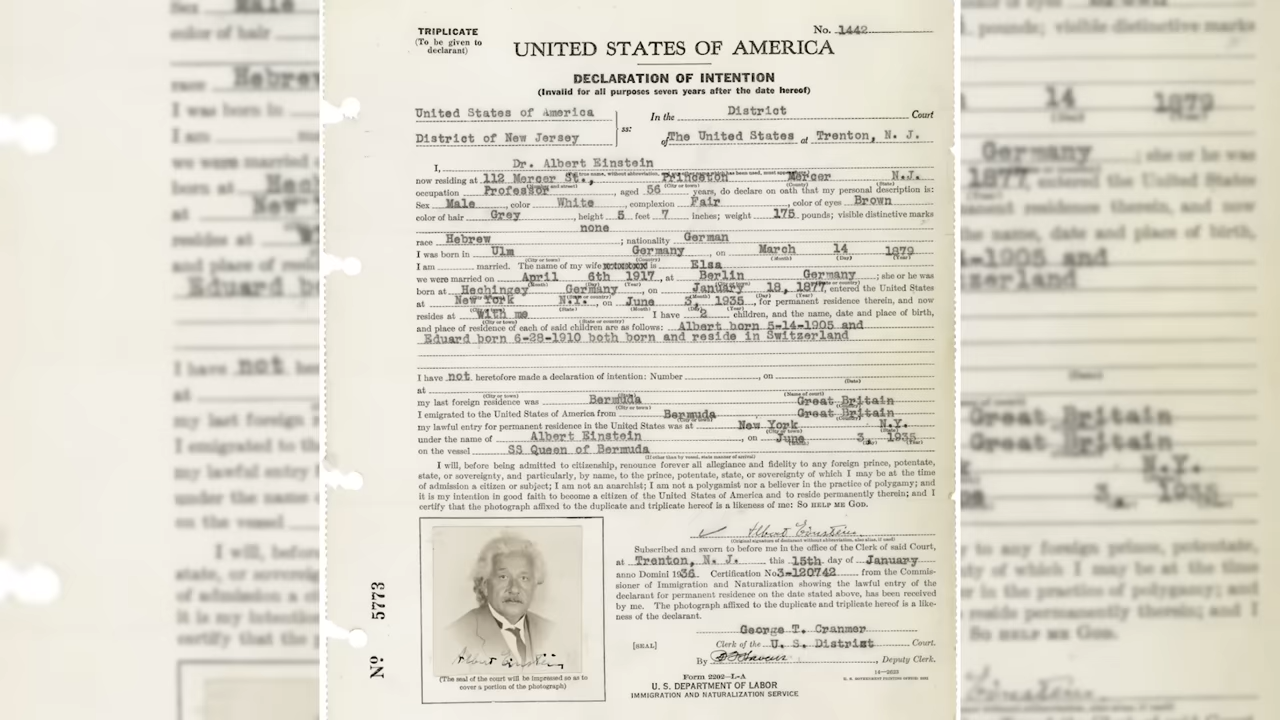 TRIPLICATE
(To be given to
declarant)
No. 1442
UNITED STATES OF AMERICA
DECLARATION OF INTENTION
(Invalid for all purposes seven years after the date hereof)
United States of America
District of New Jersey
ss:
In the District Court
of The United States at Trenton, N. J.
I, Dr. Albert Einstein
now residing at 112 Mercer St., Princeton Mercer N.J.
occupation Professor, aged 56 years, do declare on oath that my personal description is:
Sex Male, color White, complexion Fair, color of eyes Brown
color of hair Grey, height 5 feet 7 inches; weight 175 pounds; visible distinctive marks
none
race Hebrew; nationality German
I was born in Ulm Germany, on March 14 1879
I am married. The name of my wife is Elsa
we were married on April 6th 1917, at Berlin Germany; she or he was
born at Hechingey Germany, on January 18, 1877, entered the United States
at New York N.Y., on June 3, 1935, for permanent residence therein, and now
resides at With me I have 2 children, and the name, date and place of birth,
and place of residence of each of said children are as follows: Albert born 5-14-1905 and
Eduard born 6-28-1910 both born and reside in Switzerland
I have not heretofore made a declaration of intention: Number , on
at
my last foreign residence was Bermuda Great Britain
I emigrated to the United States of America from Bermuda Great Britain
my lawful entry for permanent residence in the United States was at New York N.Y.
under the name of Albert Einstein, on June 3, 1935
on the vessel SS Queen of Bermuda
I will, before being admitted to citizenship, renounce forever all allegiance and fidelity to any foreign prince, potentate,
state, or sovereignty, and particularly, by name, to the prince, potentate, state, or sovereignty of which I may be at the time
of admission a citizen or subject; I am not an anarchist; I am not a polygamist nor a believer in the practice of polygamy; and
it is my intention in good faith to become a citizen of the United States of America and to reside permanently therein; and I
certify that the photograph affixed to the duplicate and triplicate hereof is a likeness of me: So HELP ME GOD.
Albert Einstein
(Original signature of declarant without abbreviation, also alias, if used)
Subscribed and sworn to before me in the office of the Clerk of said Court,
at Trenton, N. J. this 15th day of January
anno Domini 1936 Certification No 3-120742 from the Commis-
sioner of Immigration and Naturalization showing the lawful entry of the
declarant for permanent residence on the date stated above, has been received
by me. The photograph affixed to the duplicate and triplicate hereof is a like-
ness of the declarant.
George T. Cranmer
[SEAL] Clerk of the U. S. District Court.
By , Deputy Clerk.
Albert Einstein
(The seal of the court will be impressed so as to
cover a portion of the photograph)
Form 2202—L-A
U. S. DEPARTMENT OF LABOR
IMMIGRATION AND NATURALIZATION SERVICE
No 5773